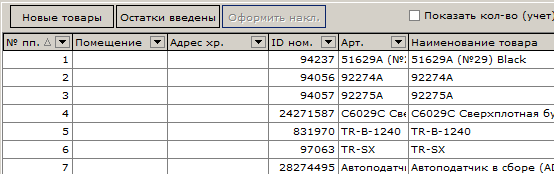 Новые товары Остатки введены Оформить накл. Показать кол-во (учет)
№ пп. Помещение Адрес хр. ID ном. Арт. Наименование товара
1 94237 51629A (№ 51629A (№29) Black
2 94056 92274A 92274A
3 94057 92275A 92275A
4 24271587 C6029C Све C6029C Сверхплотная бу
5 831970 TR-B-1240 TR-B-1240
6 97063 TR-SX TR-SX
7 28274495 Автоподатч Автоподатчик в сборе (AD